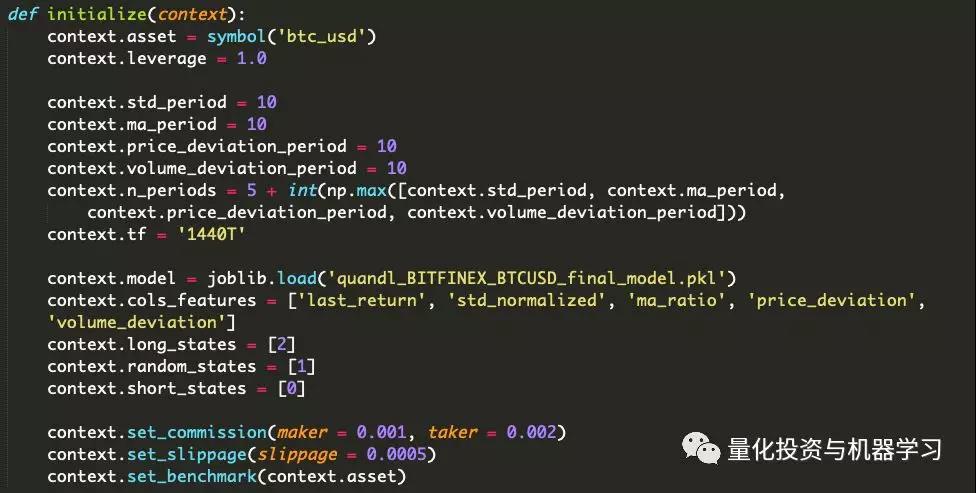 def initialize(context):
    context.asset = symbol('btc_usd')
    context.leverage = 1.0

    context.std_period = 10
    context.ma_period = 10
    context.price_deviation_period = 10
    context.volume_deviation_period = 10
    context.n_periods = 5 + int(np.max([context.std_period, context.ma_period,
        context.price_deviation_period, context.volume_deviation_period]))
    context.tf = '1440T'

    context.model = joblib.load('quandl_BITFINEX_BTCUSD_final_model.pkl')
    context.cols_features = ['last_return', 'std_normalized', 'ma_ratio', 'price_deviation',
    'volume_deviation']
    context.long_states = [2]
    context.random_states = [1]
    context.short_states = [0]

    context.set_commission(maker = 0.001, taker = 0.002)
    context.set_slippage(slippage = 0.0005)
    context.set_benchmark(context.asset)
量化投资与机器学习